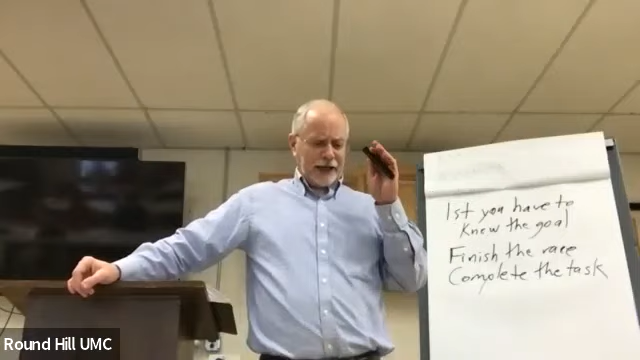 1st you have to
Know the goal
Finish the race
Complete the task
Round Hill UMC